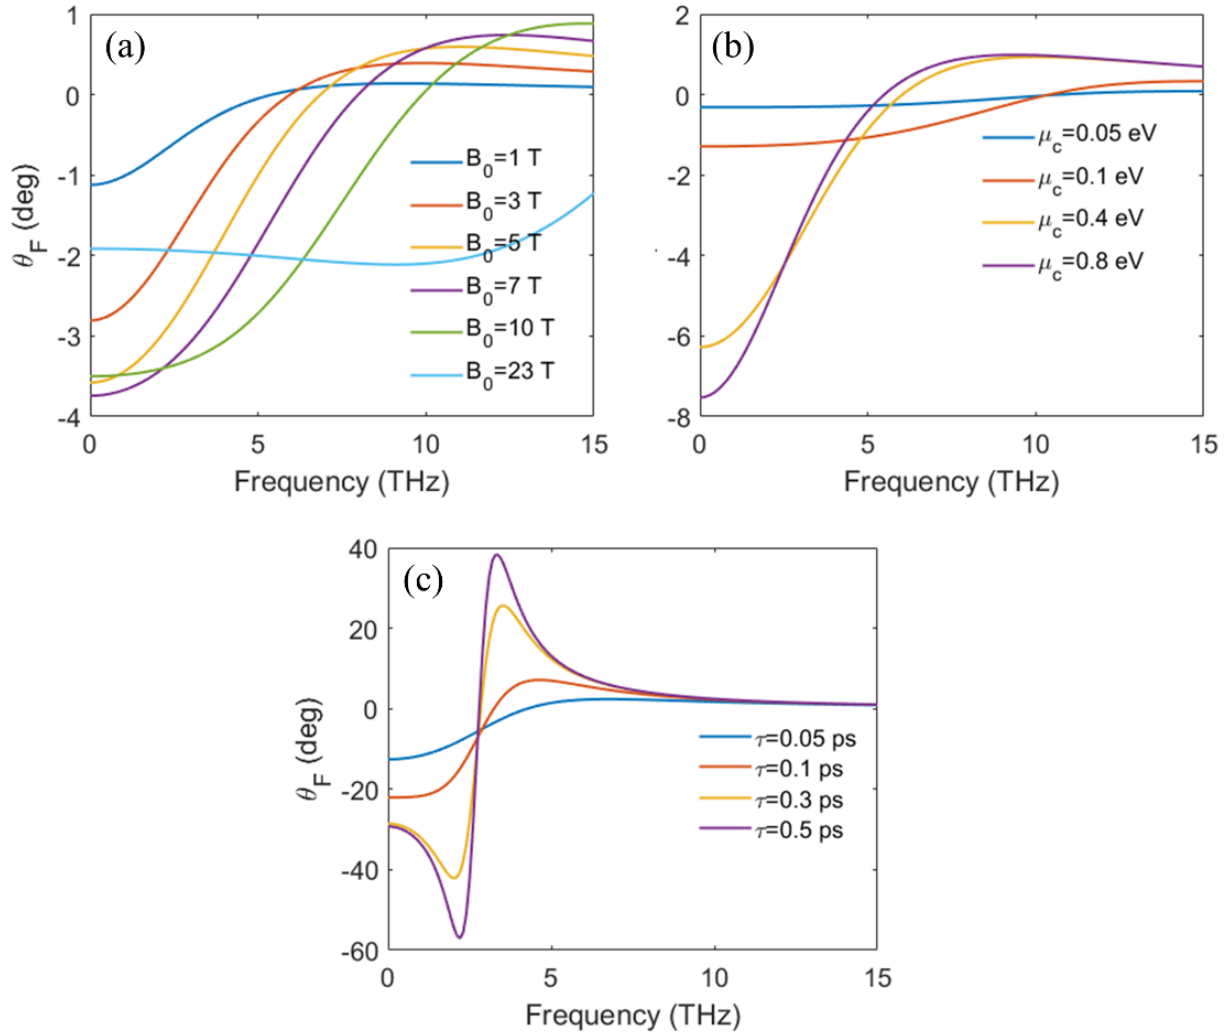 (a)
1
0
-1
-2
-3
-4
θF (deg)
B0=1 T
B0=3 T
B0=5 T
B0=7 T
B0=10 T
B0=23 T
0 5 10 15
Frequency (THz)
(b)
2
0
-2
-4
-6
-8
μc=0.05 eV
μc=0.1 eV
μc=0.4 eV
μc=0.8 eV
0 5 10 15
Frequency (THz)
(c)
40
20
0
-20
-40
-60
θF (deg)
τ=0.05 ps
τ=0.1 ps
τ=0.3 ps
τ=0.5 ps
0 5 10 15
Frequency (THz)